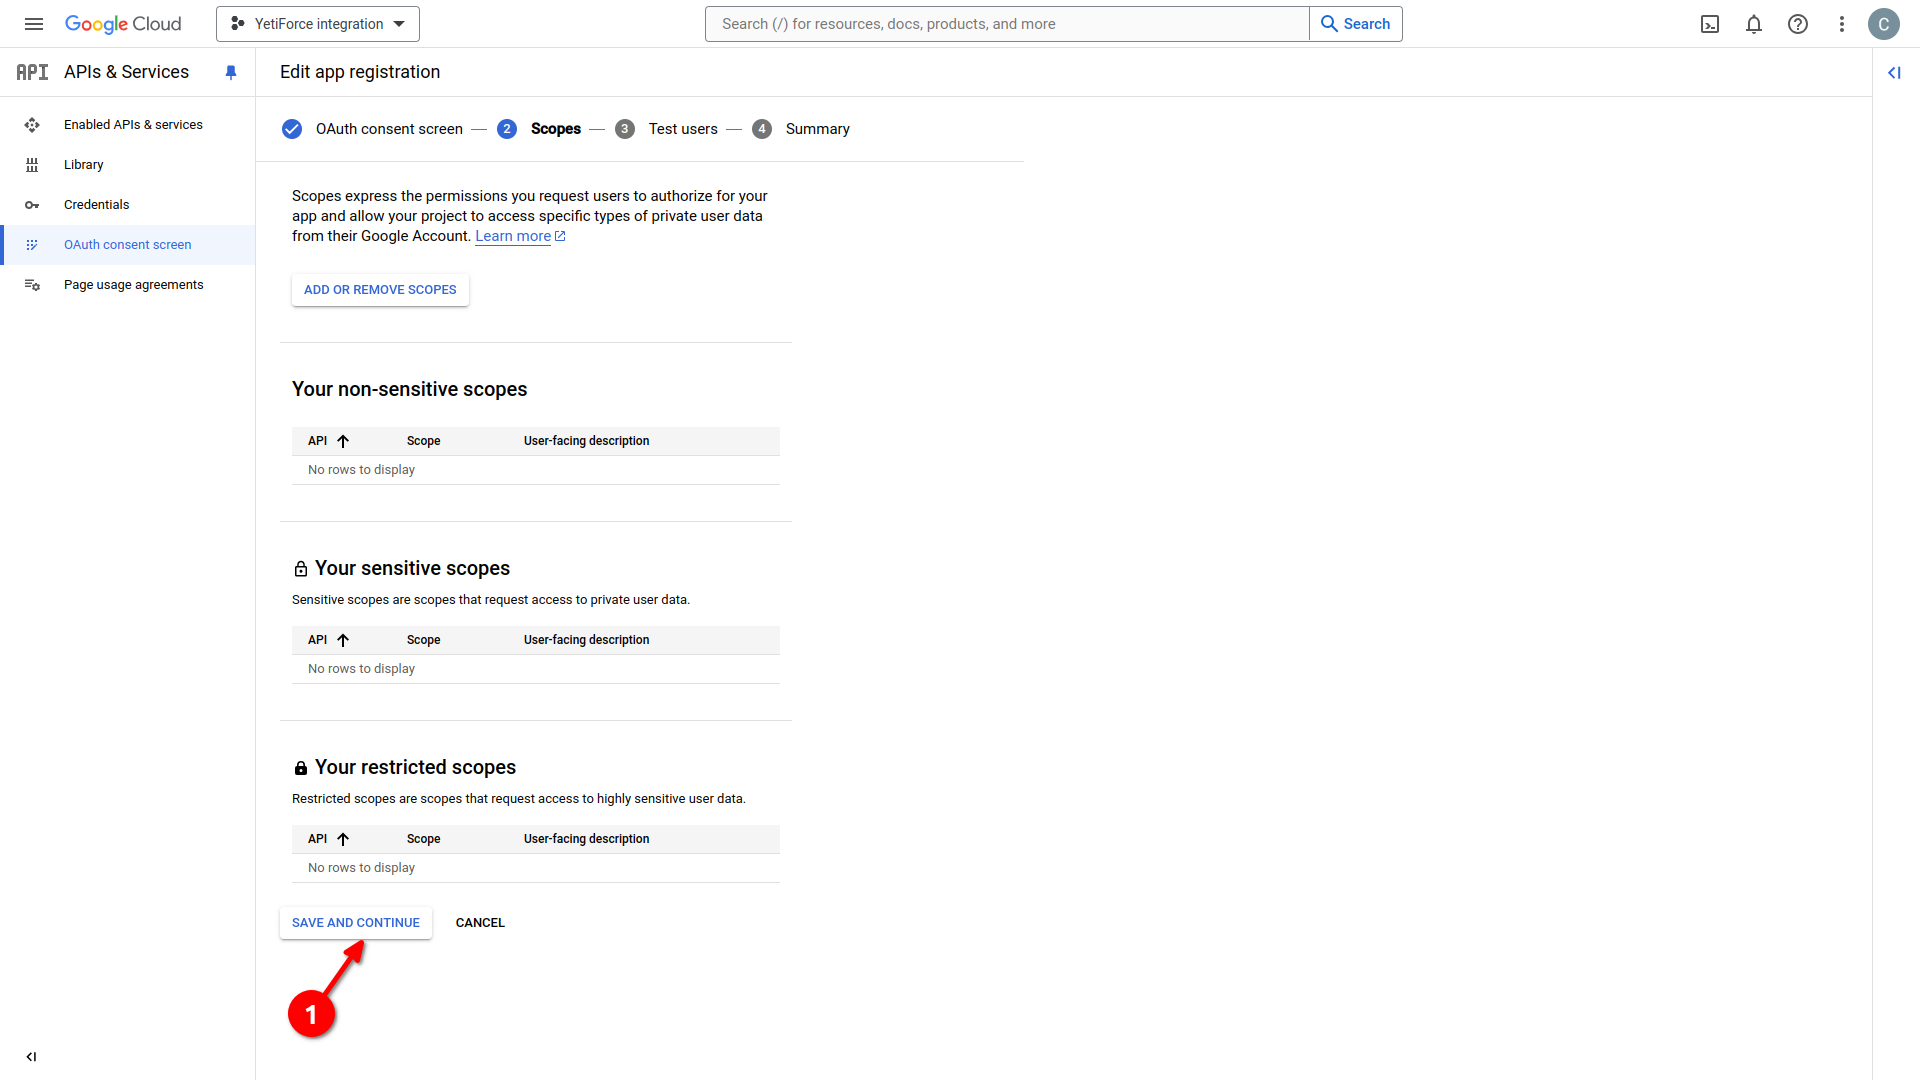 Google Cloud
YetiForce integration
Search (/) for resources, docs, products, and more
Search
C
API APIs & Services
Edit app registration
Enabled APIs & services
Library
Credentials
OAuth consent screen
Page usage agreements
OAuth consent screen — 2 Scopes — 3 Test users — 4 Summary
Scopes express the permissions you request users to authorize for your
app and allow your project to access specific types of private user data
from their Google Account. Learn more
ADD OR REMOVE SCOPES
Your non-sensitive scopes
API Scope User-facing description
No rows to display
Your sensitive scopes
Sensitive scopes are scopes that request access to private user data.
API Scope User-facing description
No rows to display
Your restricted scopes
Restricted scopes are scopes that request access to highly sensitive user data.
API Scope User-facing description
No rows to display
SAVE AND CONTINUE CANCEL
1